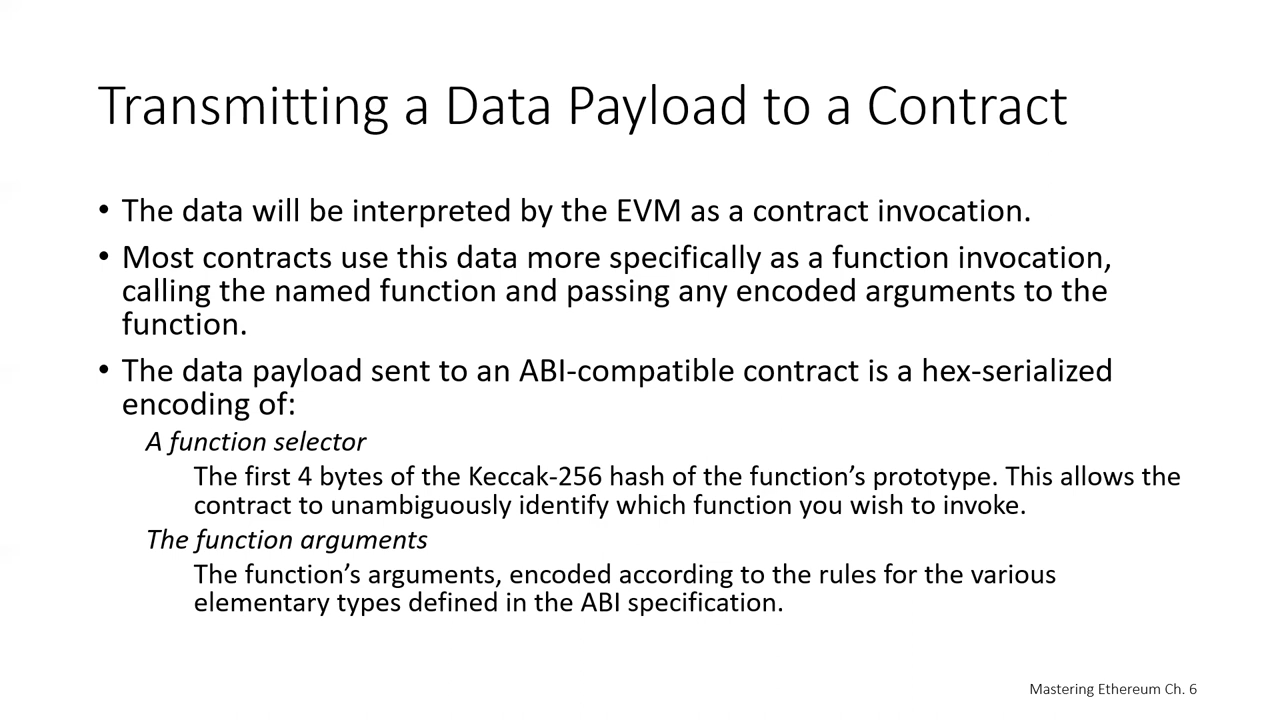 Transmitting a Data Payload to a Contract
• The data will be interpreted by the EVM as a contract invocation.
• Most contracts use this data more specifically as a function invocation,
calling the named function and passing any encoded arguments to the
function.
• The data payload sent to an ABI-compatible contract is a hex-serialized
encoding of:
A function selector
The first 4 bytes of the Keccak-256 hash of the function’s prototype. This allows the
contract to unambiguously identify which function you wish to invoke.
The function arguments
The function’s arguments, encoded according to the rules for the various
elementary types defined in the ABI specification.
Mastering Ethereum Ch. 6